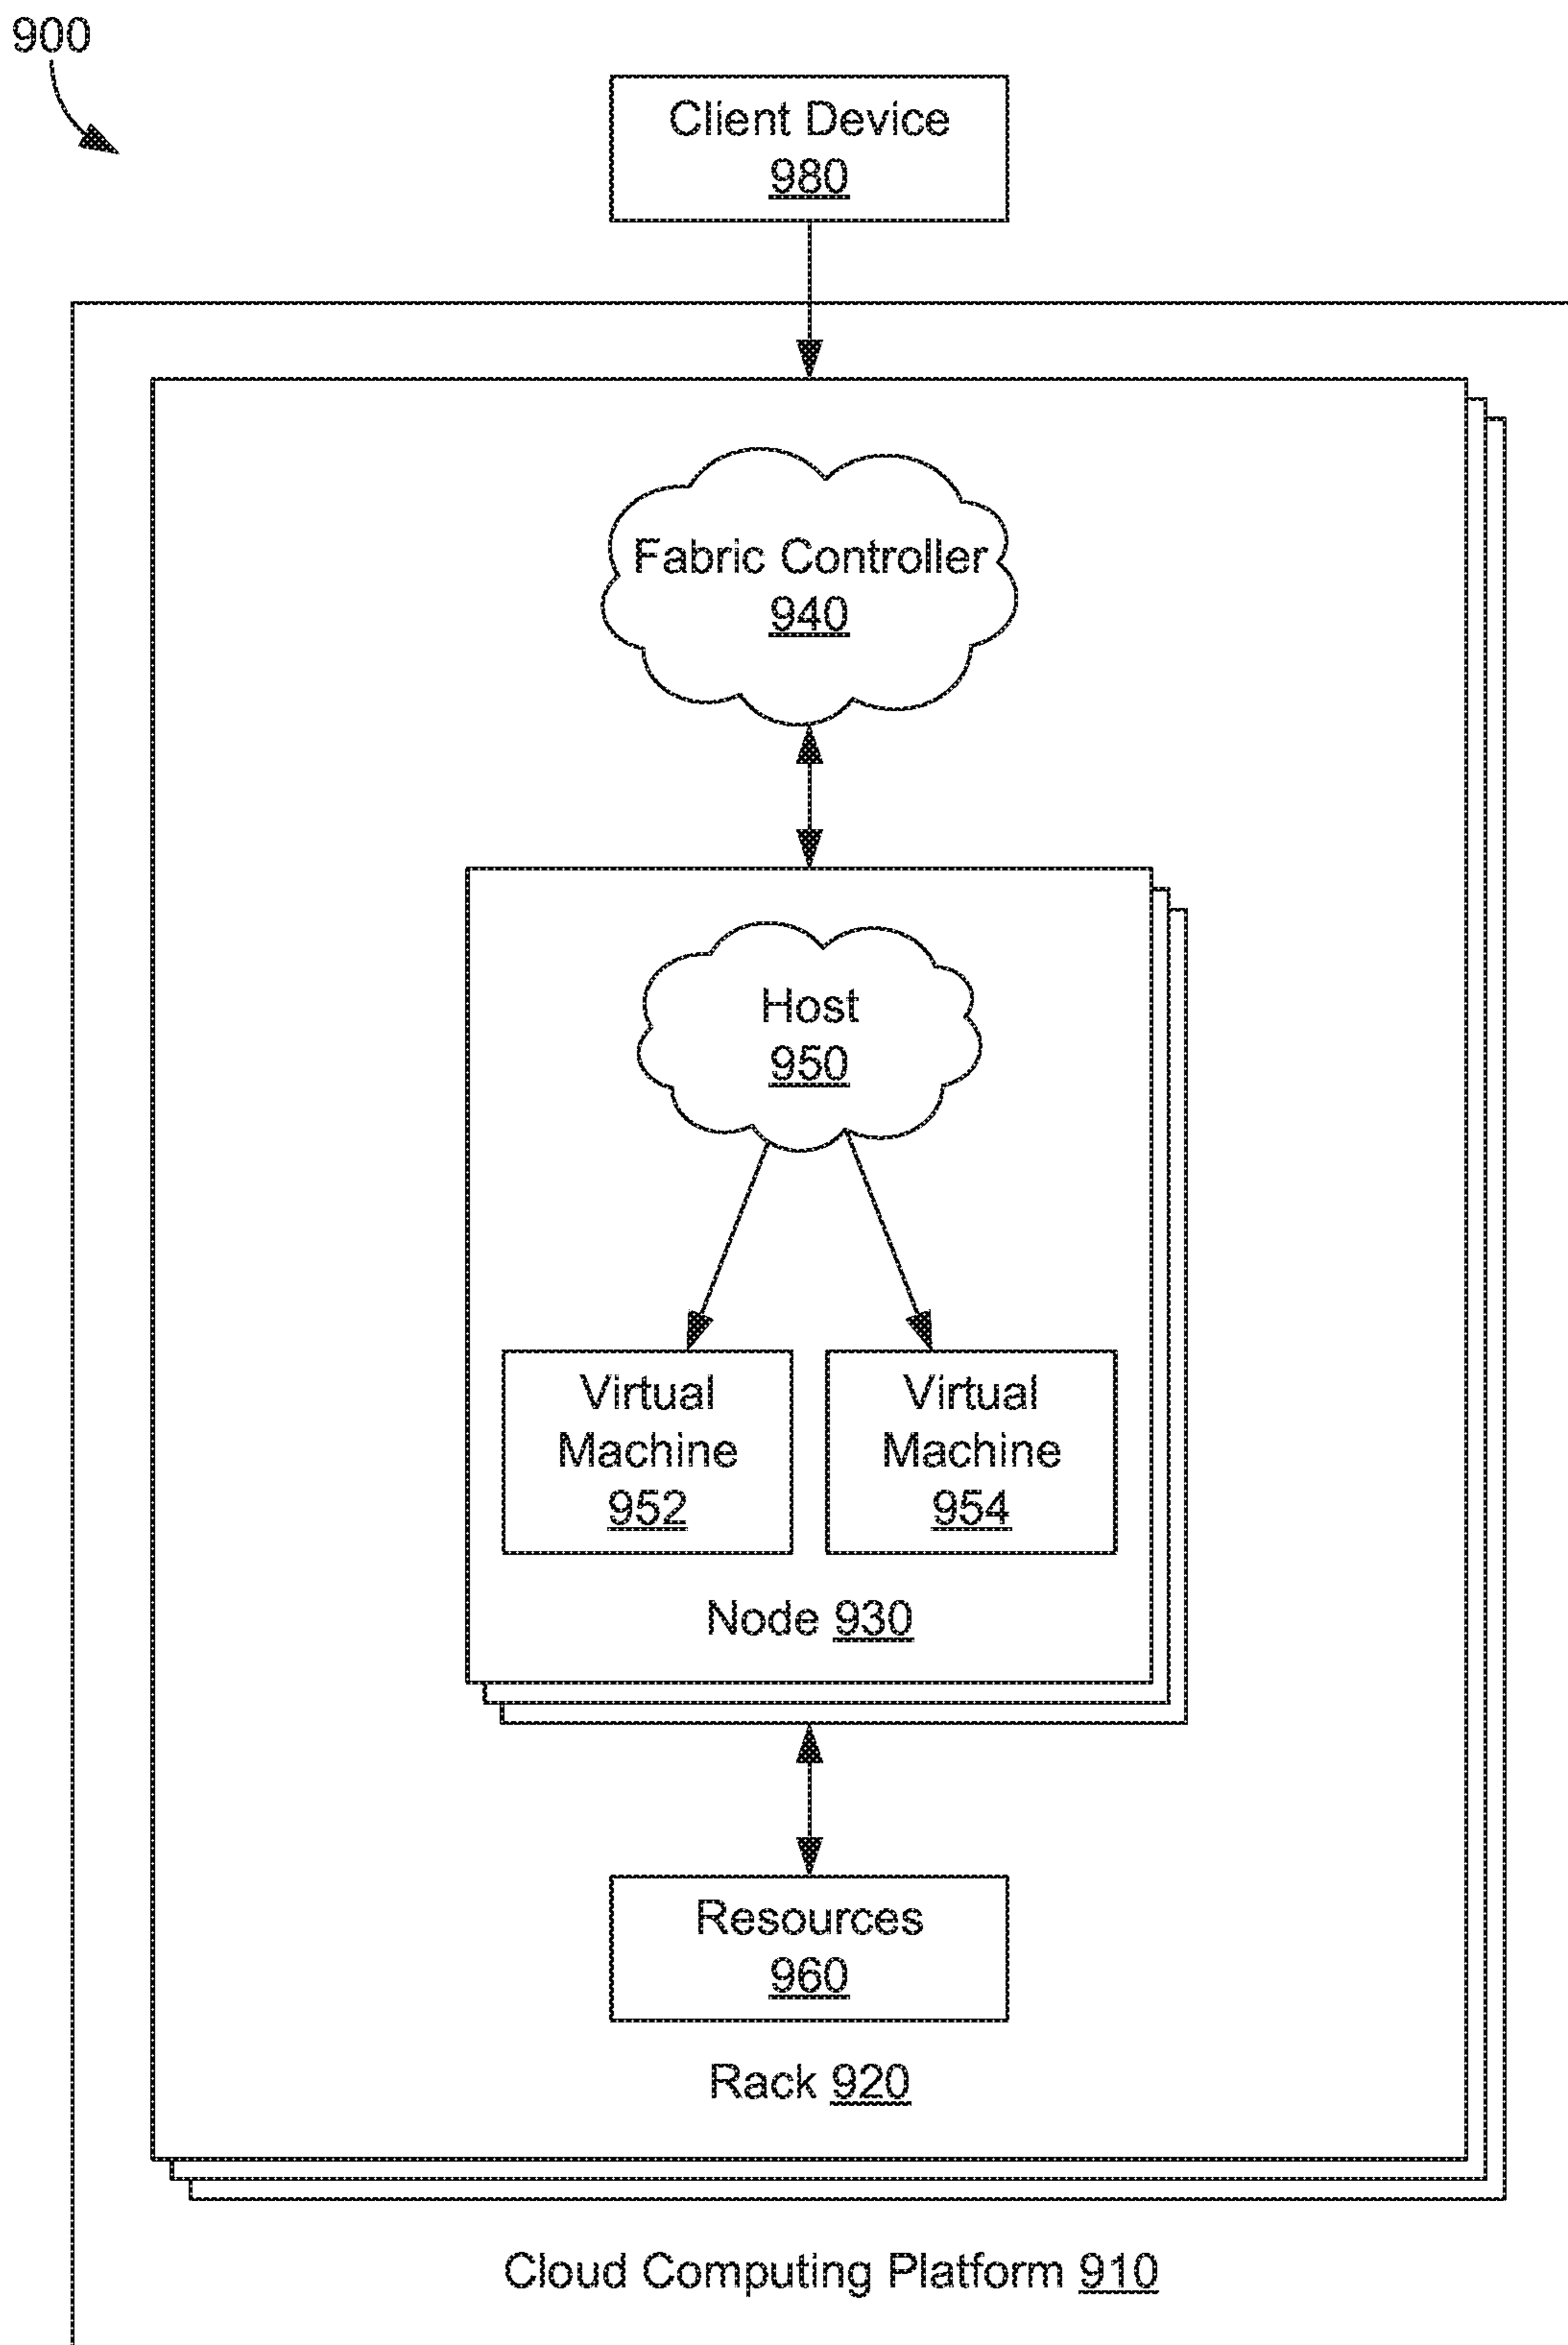 900
Client Device
980
Fabric Controller
940
Host
950
Virtual
Machine
952
Virtual
Machine
954
Node 930
Resources
960
Rack 920
Cloud Computing Platform 910